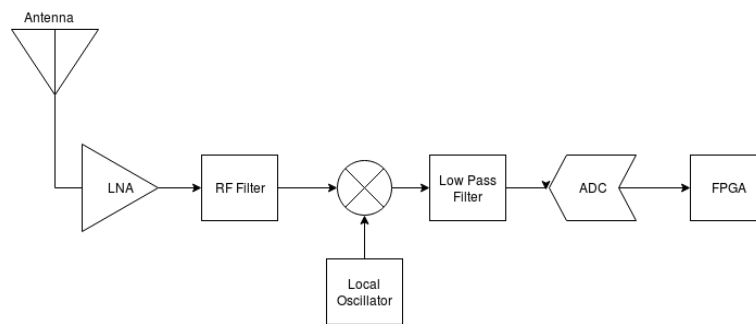 Antenna
LNA
RF Filter
Low Pass
Filter
ADC
FPGA
Local
Oscillator